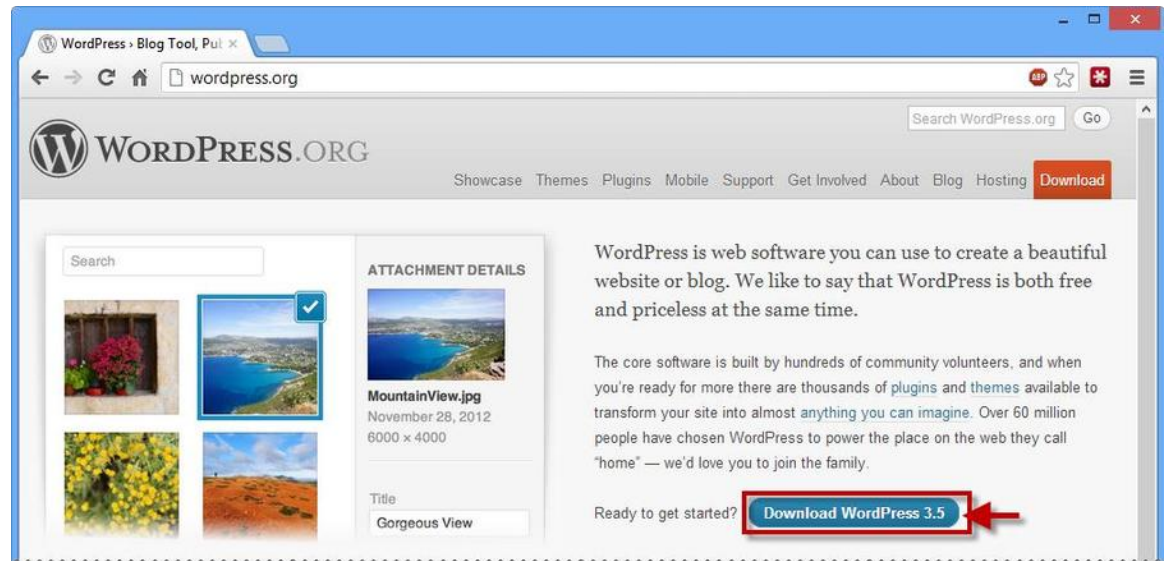 WordPress › Blog Tool, Pul
wordpress.org
ABP
Search WordPress.org Go
WORDPRESS.ORG
Showcase Themes Plugins Mobile Support Get Involved About Blog Hosting Download
Search
ATTACHMENT DETAILS
MountainView.jpg
November 28, 2012
6000 × 4000
Title
Gorgeous View
WordPress is web software you can use to create a beautiful
website or blog. We like to say that WordPress is both free
and priceless at the same time.
The core software is built by hundreds of community volunteers, and when
you’re ready for more there are thousands of plugins and themes available to
transform your site into almost anything you can imagine. Over 60 million
people have chosen WordPress to power the place on the web they call
“home” — we’d love you to join the family.
Ready to get started? Download WordPress 3.5